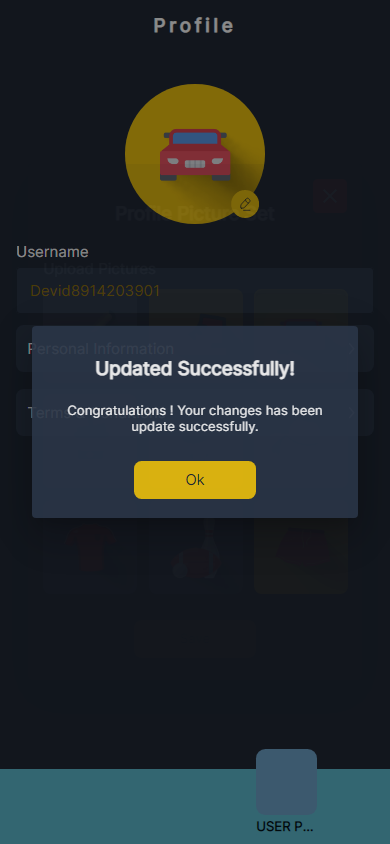 Profile
Profile Picture Set
Username
Upload Pictures
Devid8914203901
Personal Information
Updated Successfully!
Terms
Congratulations ! Your changes has been
update successfully.
Ok
USER P...